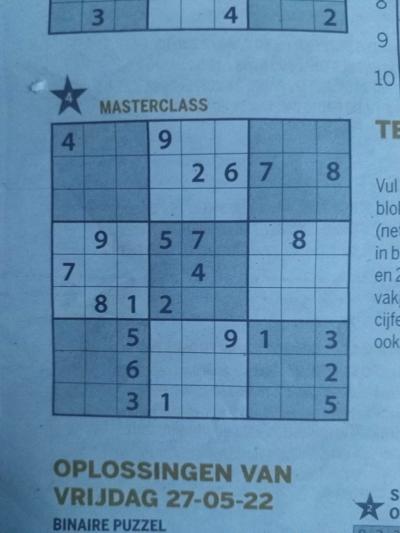 3 4 2
8
9
10
4
MASTERCLASS
4 9
2 6 7 8
9 5 7 8
7 4
8 1 2
5 9 1 3
6 2
3 1 5
TE
Vul
blo
(ne
in b
en 2
vak
cijfe
ook
OPLOSSINGEN VAN
VRIJDAG 27-05-22
BINAIRE PUZZEL
2
S
O